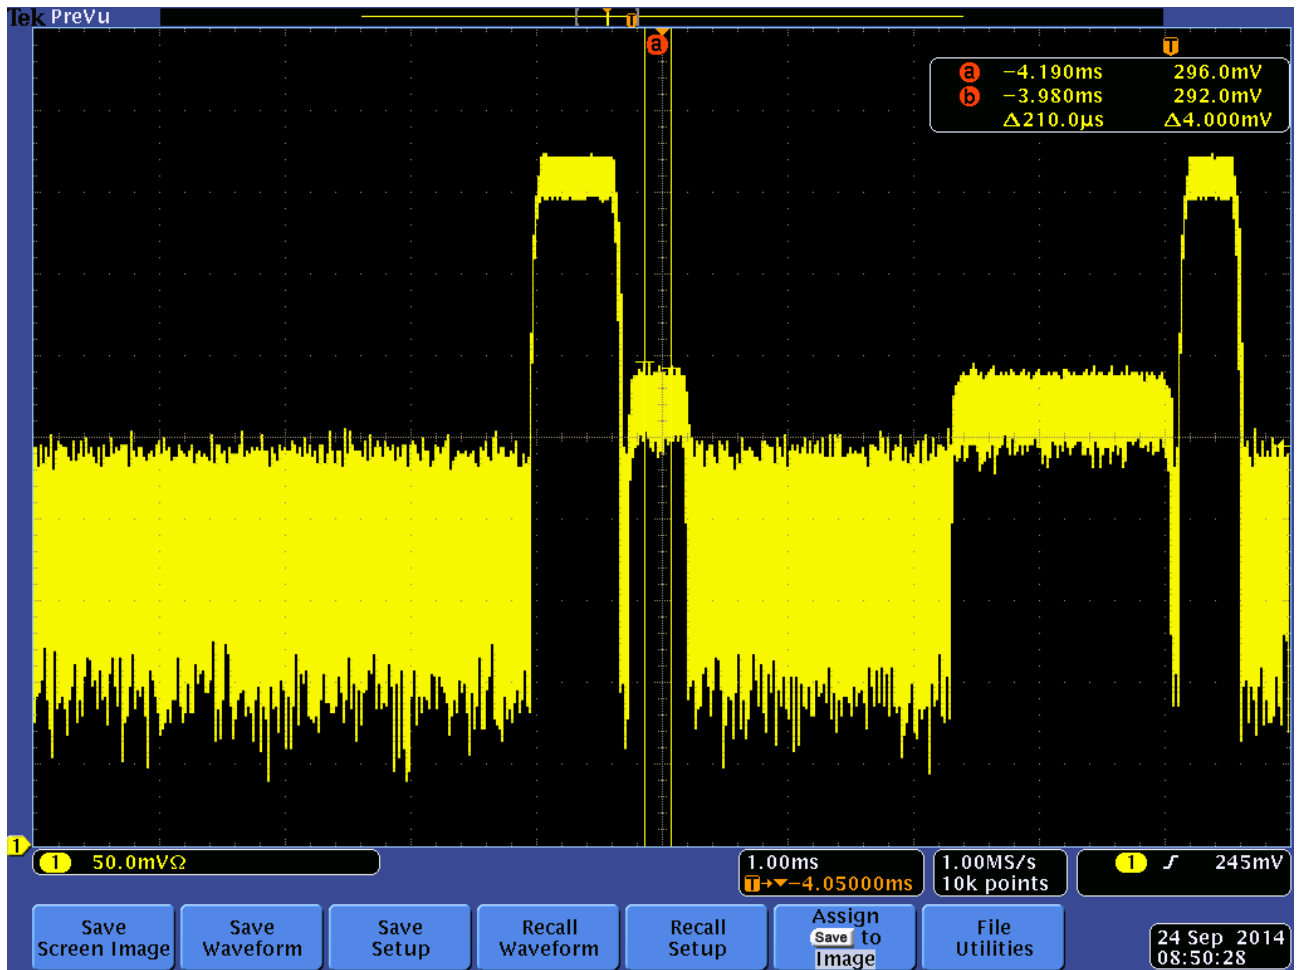 Tek PreVu
T
a
T
a −4.190ms 296.0mV
b −3.980ms 292.0mV
Δ210.0µs Δ4.000mV
1
1 50.0mVΩ
1.00ms
T→▼−4.05000ms
1.00MS/s
10k points
1 245mV
Save
Screen Image
Save
Waveform
Save
Setup
Recall
Waveform
Recall
Setup
Assign
Save to
Image
File
Utilities
24 Sep 2014
08:50:28